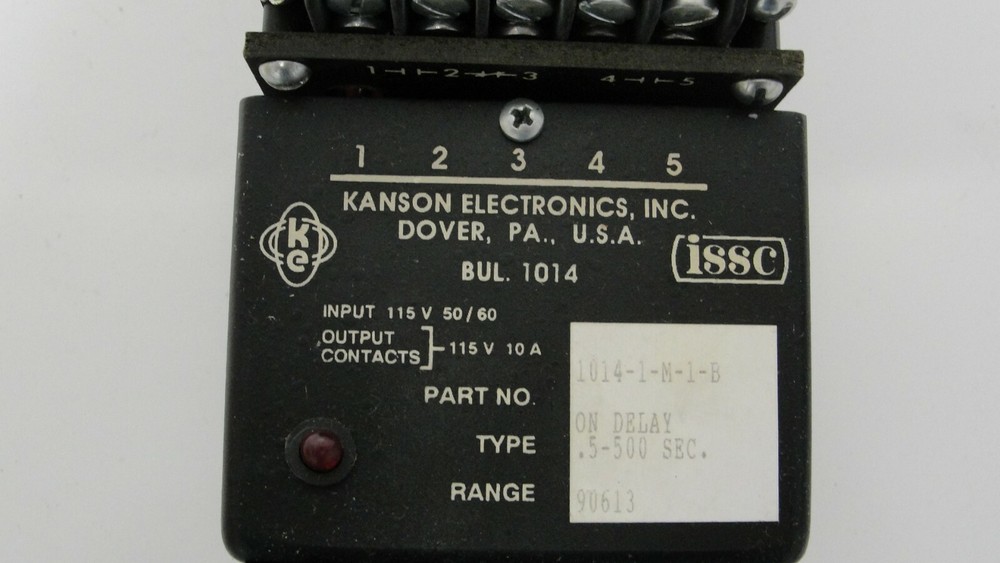 1 2 3 4 5
1 2 3 4 5
KANSON ELECTRONICS, INC.
DOVER, PA., U.S.A.
ke
issc
BUL. 1014
INPUT 115 V 50/60
OUTPUT CONTACTS 115 V 10 A
PART NO. 1014-1-M-1-B
TYPE ON DELAY
.5-500 SEC.
RANGE 90613